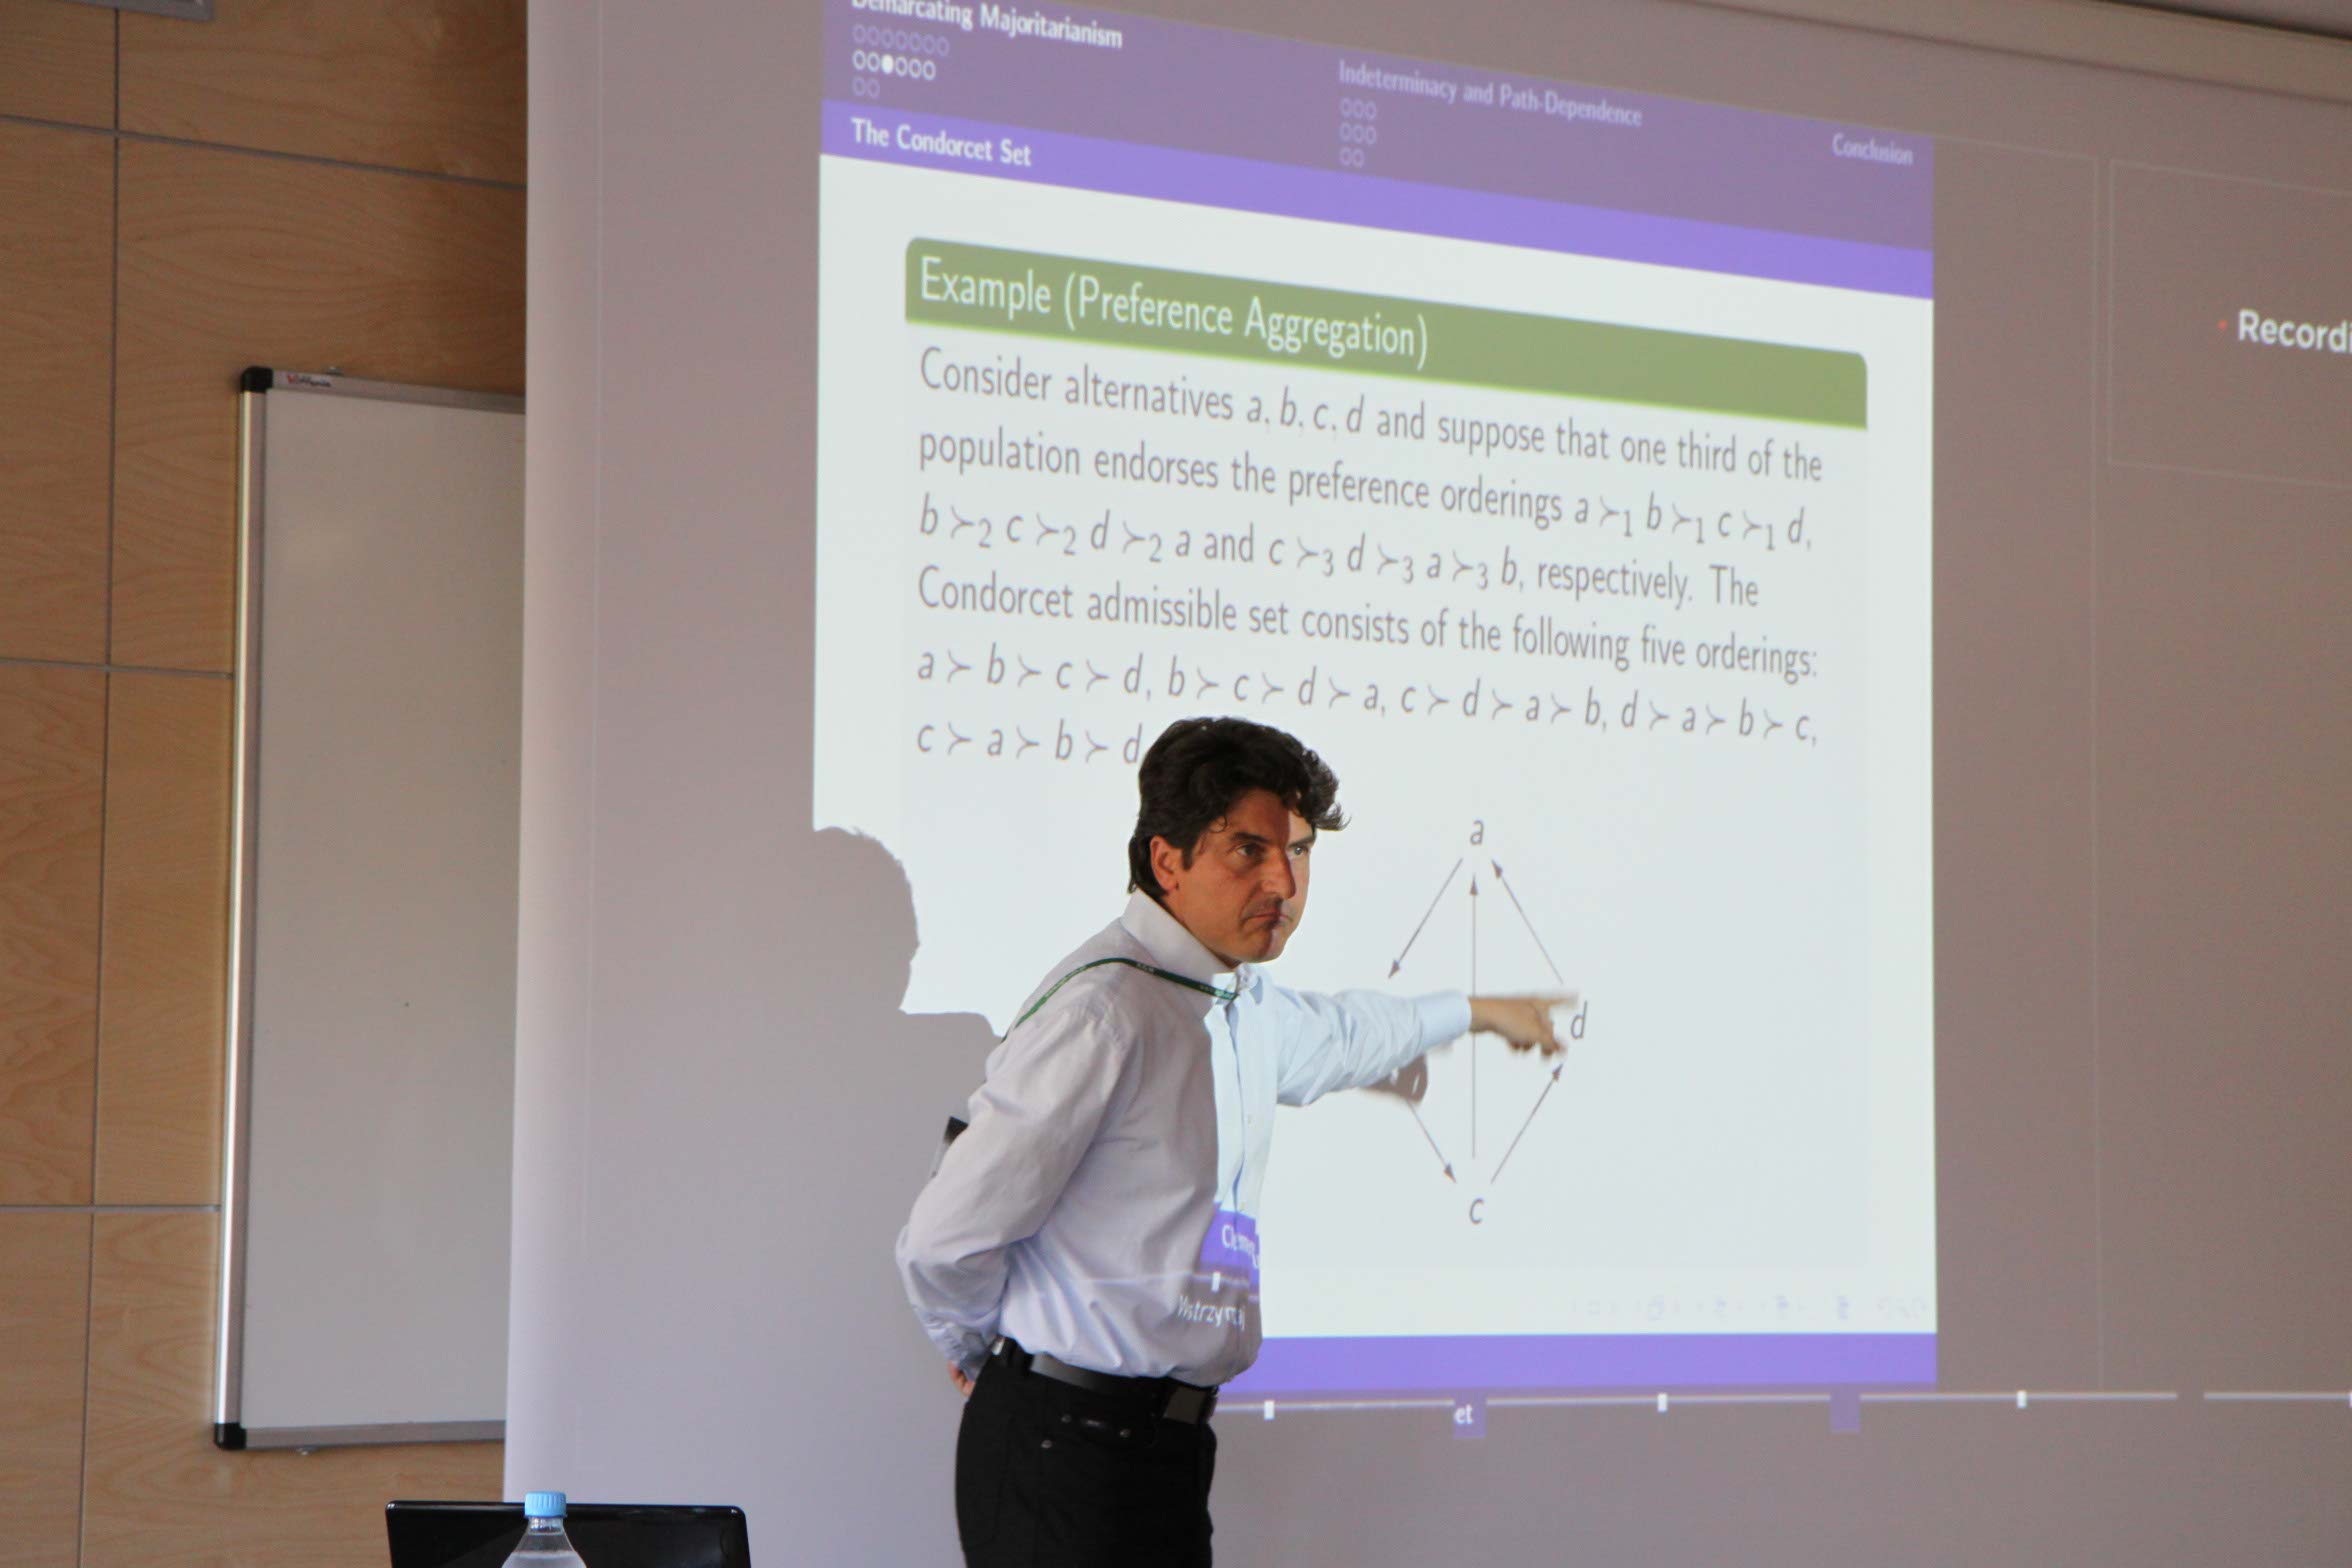 Demarcating Majoritarianism
Indeterminacy and Path-Dependence
Conclusion
The Condorcet Set
Example (Preference Aggregation)
Consider alternatives a, b, c, d and suppose that one third of the
population endorses the preference orderings a ≻₁ b ≻₁ c ≻₁ d,
b ≻₂ c ≻₂ d ≻₂ a and c ≻₃ d ≻₃ a ≻₃ b, respectively. The
Condorcet admissible set consists of the following five orderings:
a ≻ b ≻ c ≻ d, b ≻ c ≻ d ≻ a, c ≻ d ≻ a ≻ b, d ≻ a ≻ b ≻ c,
c ≻ a ≻ b ≻ d
a
d
c
et